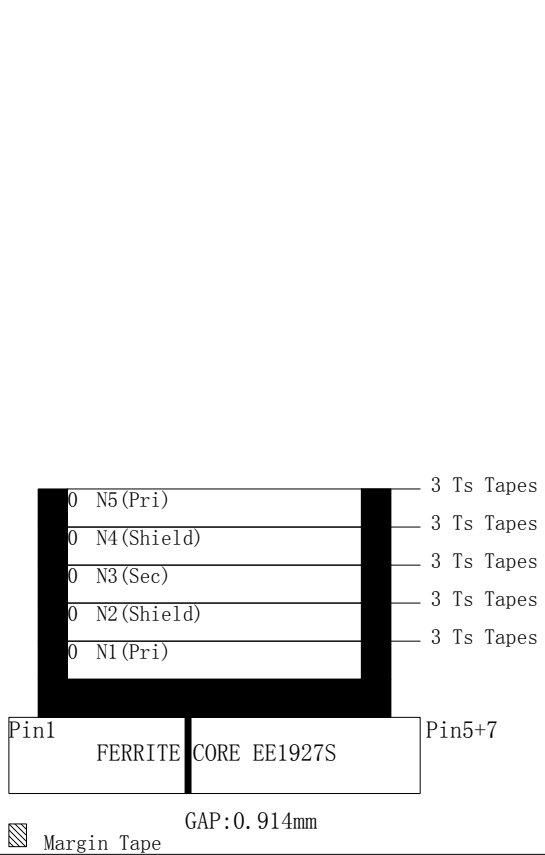 3 Ts Tapes
0 N5(Pri)
3 Ts Tapes
0 N4(Shield)
3 Ts Tapes
0 N3(Sec)
3 Ts Tapes
0 N2(Shield)
3 Ts Tapes
0 N1(Pri)
Pin1
Pin5+7
FERRITE CORE EE1927S
GAP:0.914mm
Margin Tape